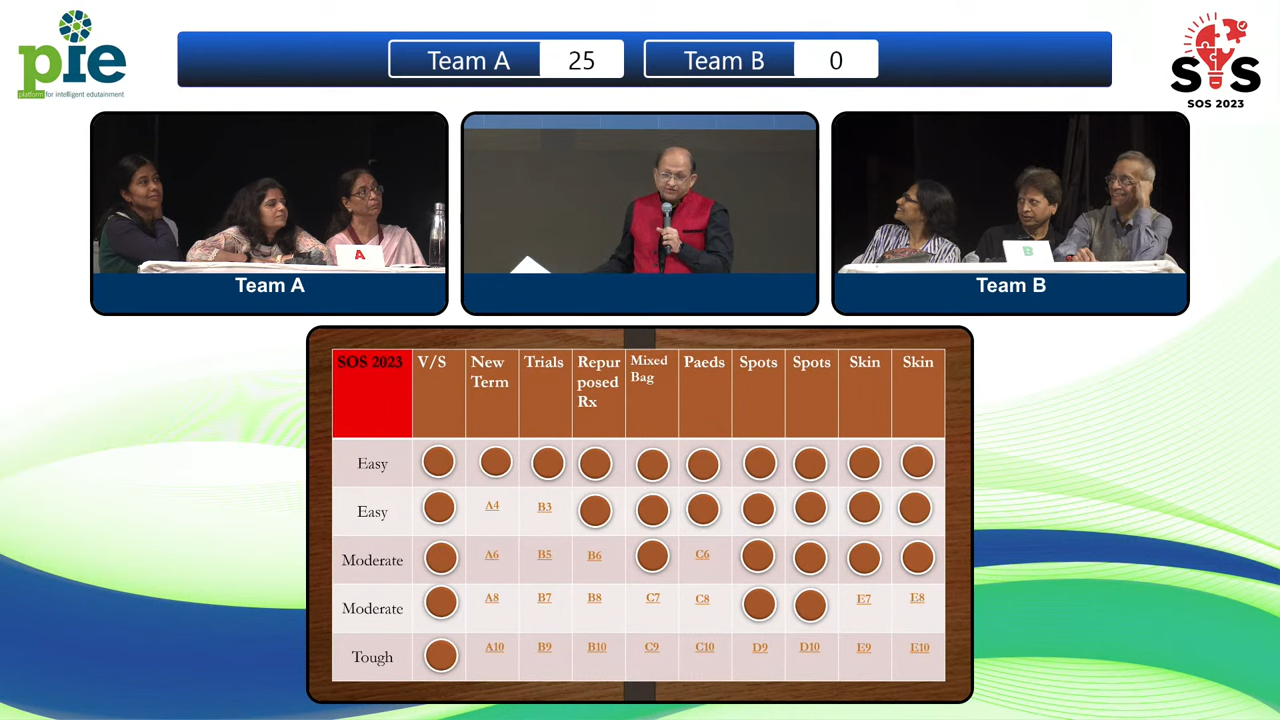 pie
platform for intelligent edutainment
Team A 25 Team B 0
SOS
SOS 2023
A
B
Team A
Team B
SOS 2023 V/S New Term Trials Repur posed Rx Mixed Bag Paeds Spots Spots Skin Skin
Easy
Easy A4 B3
Moderate A6 B5 B6 C6
Moderate A8 B7 B8 C7 C8 E7 E8
Tough A10 B9 B10 C9 C10 D9 D10 E9 E10